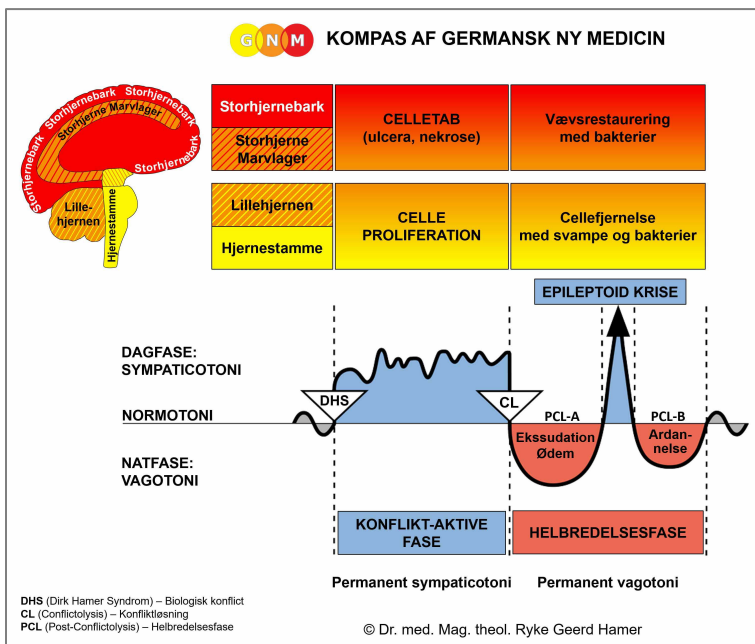 G N M KOMPAS AF GERMANSK NY MEDICIN
Storhjernebark
Storhjernebark
Storhjernebark
Storhjernebark
Storhjerne Marvlager
Storhjernebark
Lille-
hjernen
Hjernestamme
Storhjernebark
Storhjerne
Marvlager
CELLETAB
(ulcera, nekrose)
Vævsrestaurering
med bakterier
Lillehjernen
Hjernestamme
CELLE
PROLIFERATION
Cellefjernelse
med svampe og bakterier
EPILEPTOID KRISE
DAGFASE:
SYMPATICOTONI
DHS
CL
NORMOTONI
PCL-A
PCL-B
Ekssudation
Ødem
Ardan-
nelse
NATFASE:
VAGOTONI
KONFLIKT-AKTIVE
FASE
HELBREDELSESFASE
Permanent sympaticotoni
Permanent vagotoni
DHS (Dirk Hamer Syndrom) – Biologisk konflict
CL (Conflictolysis) – Konfliktløsning
PCL (Post-Conflictolysis) – Helbredelsesfase
© Dr. med. Mag. theol. Ryke Geerd Hamer